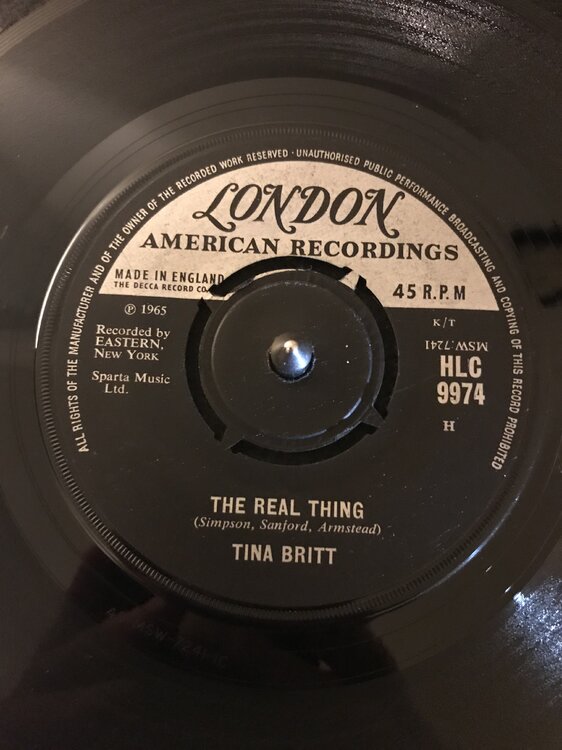 ALL RIGHTS OF THE MANUFACTURER AND OF THE OWNER OF THE RECORDED WORK RESERVED · UNAUTHORISED PUBLIC PERFORMANCE BROADCASTING AND COPYING OF THIS RECORD PROHIBITED
LONDON
AMERICAN RECORDINGS
MADE IN ENGLAND
THE DECCA RECORD CO
45 R.P.M
℗ 1965
Recorded by
EASTERN,
New York
Sparta Music
Ltd.
K/T
MSW.7241
HLC
9974
H
THE REAL THING
(Simpson, Sanford, Armstead)
TINA BRITT